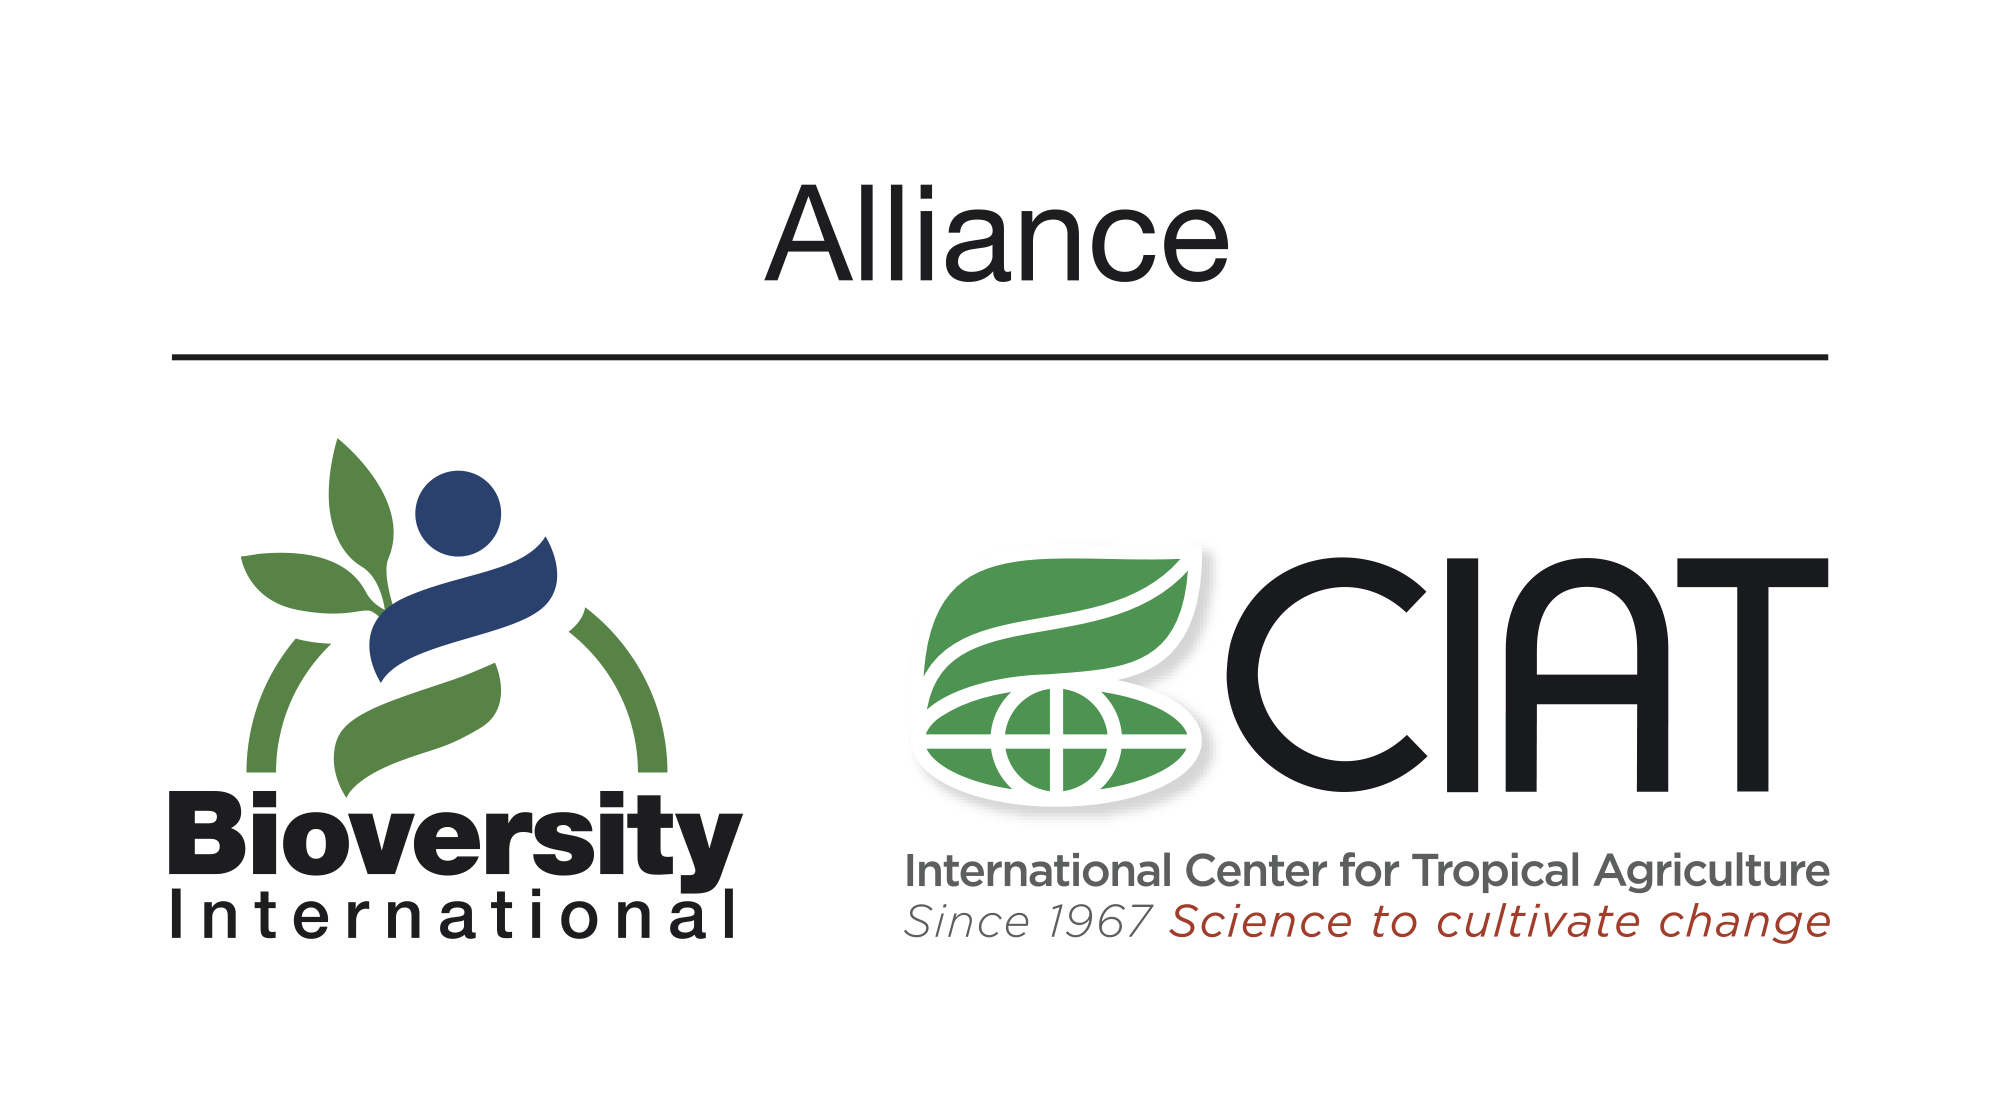 Alliance
Bioversity
International
CIAT
International Center for Tropical Agriculture
Since 1967 Science to cultivate change